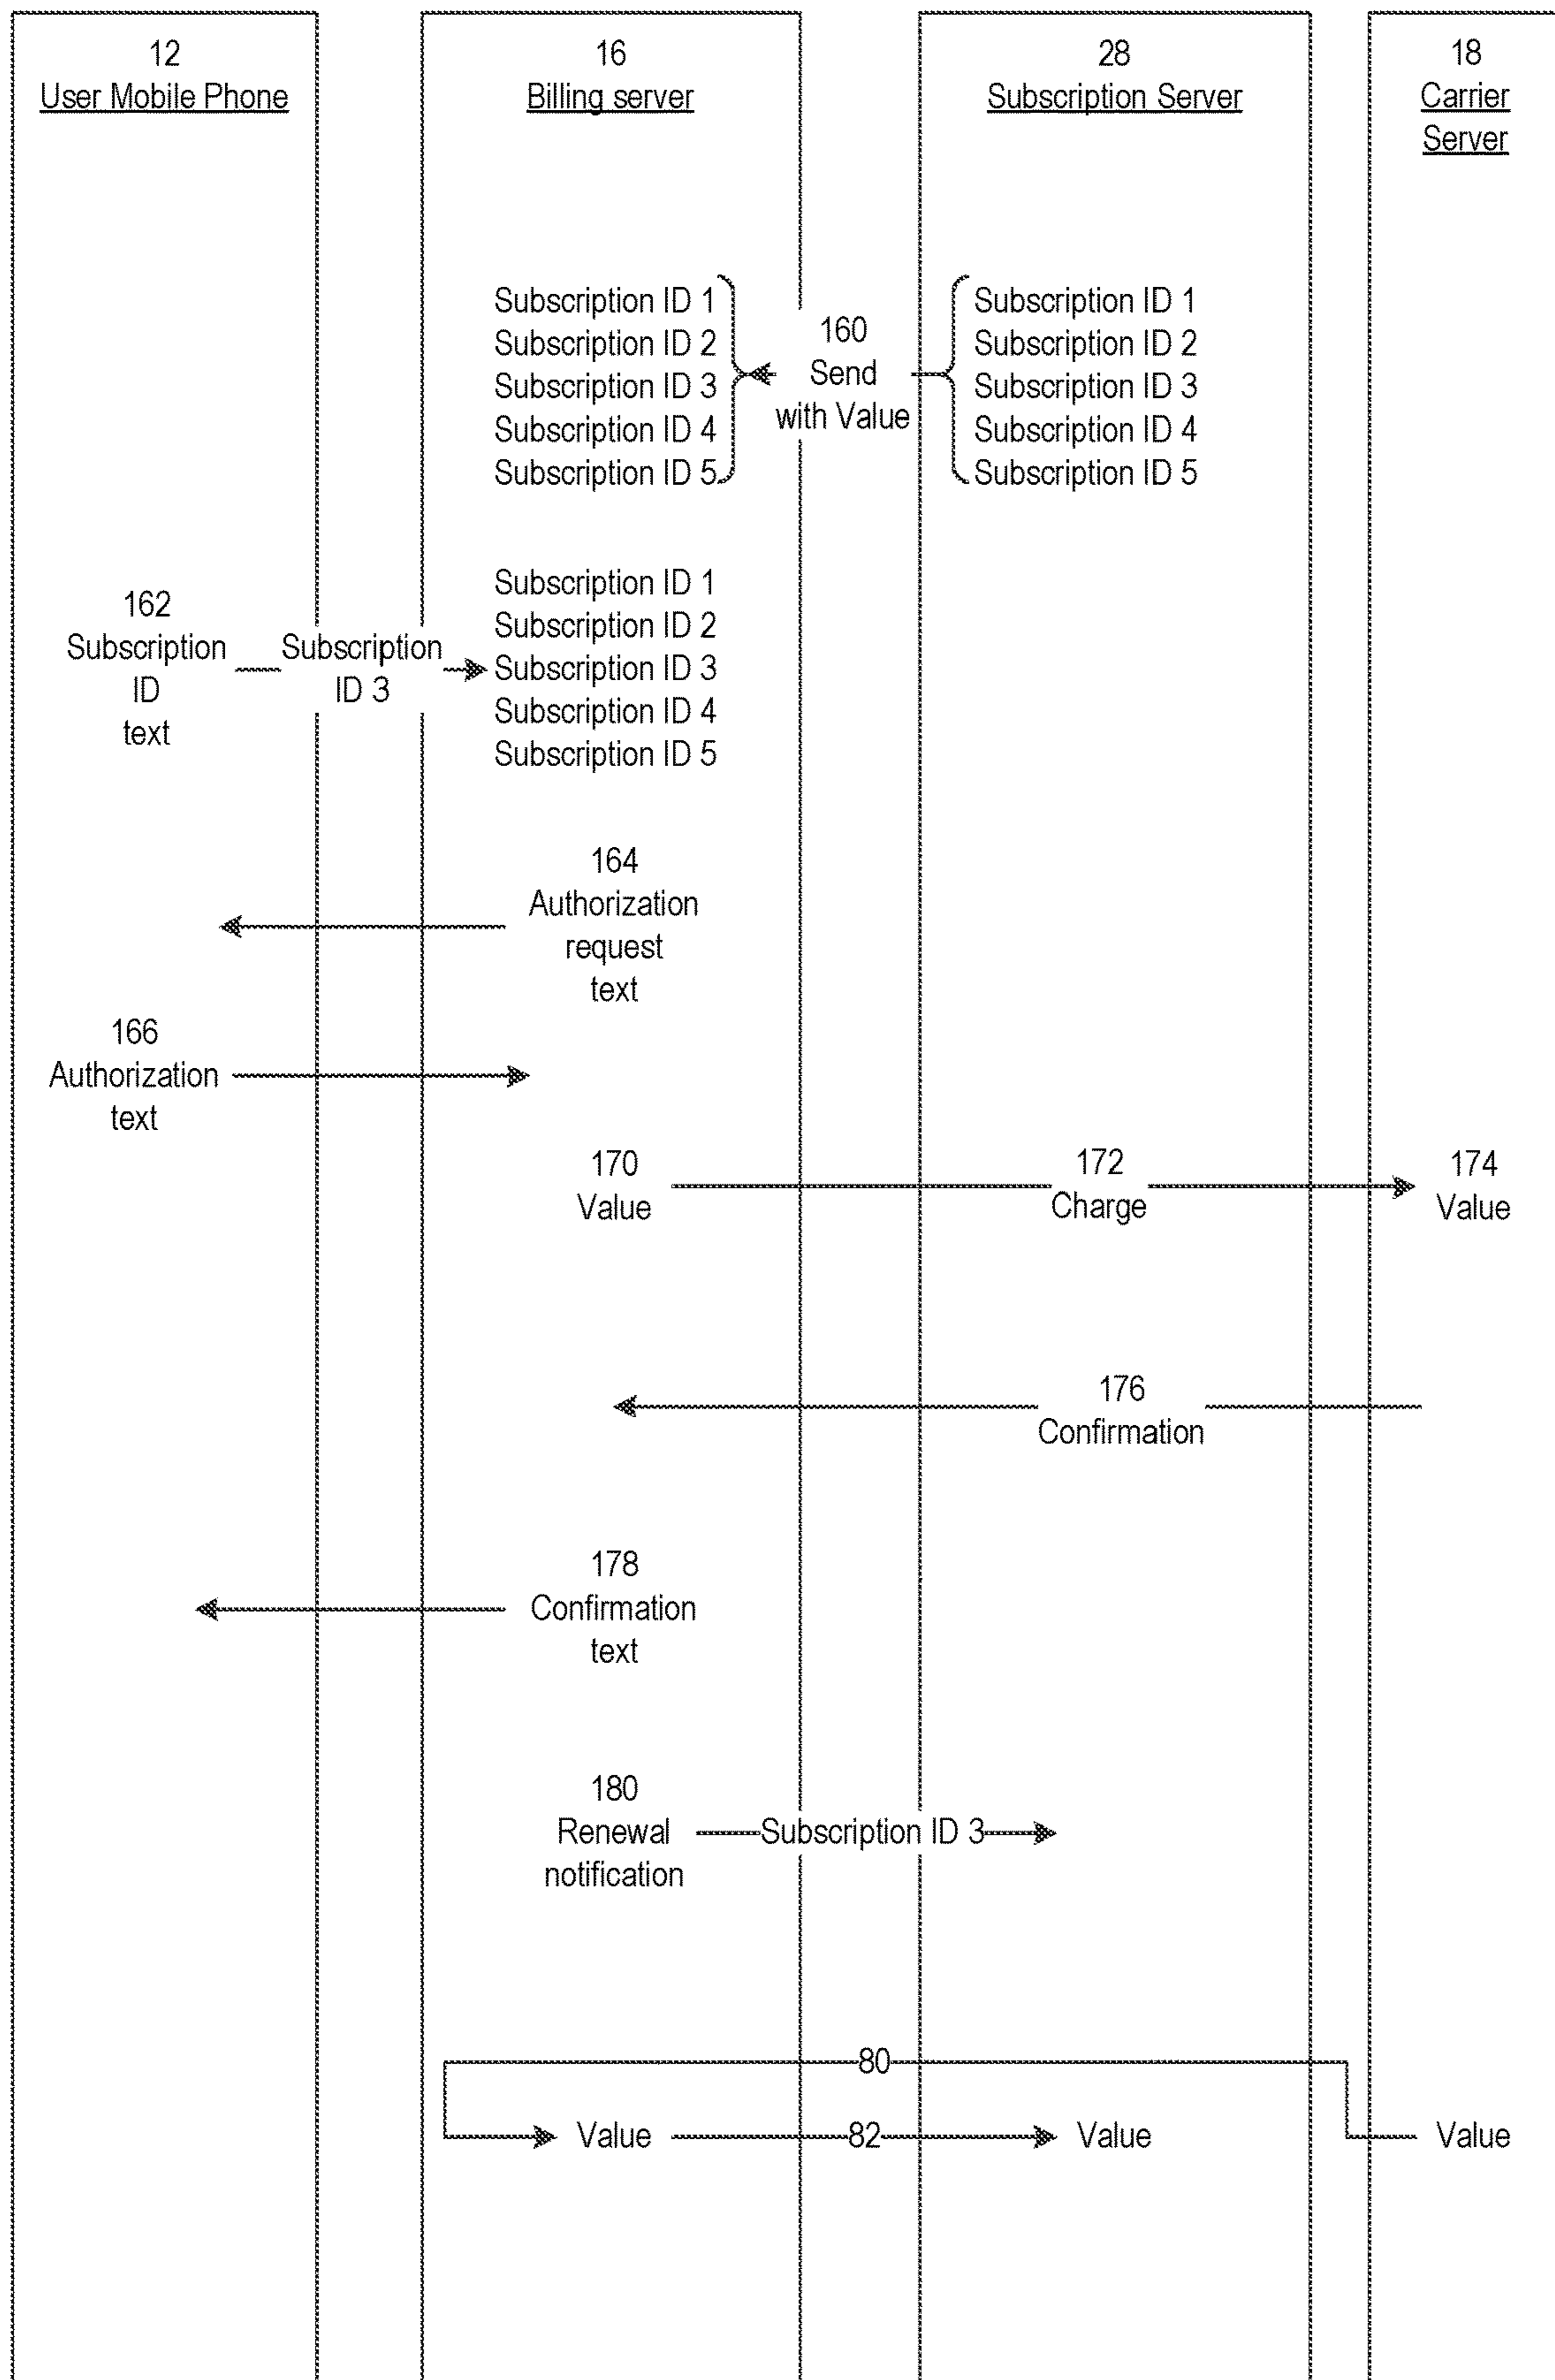 12
User Mobile Phone
16
Billing server
28
Subscription Server
18
Carrier
Server
Subscription ID 1
Subscription ID 2
Subscription ID 3
Subscription ID 4
Subscription ID 5
160
Send
with Value
Subscription ID 1
Subscription ID 2
Subscription ID 3
Subscription ID 4
Subscription ID 5
162
Subscription
ID
text
Subscription
ID 3
Subscription ID 1
Subscription ID 2
Subscription ID 3
Subscription ID 4
Subscription ID 5
164
Authorization
request
text
166
Authorization
text
170
Value
172
Charge
174
Value
176
Confirmation
178
Confirmation
text
180
Renewal
notification
Subscription ID 3
80
Value
82
Value
Value